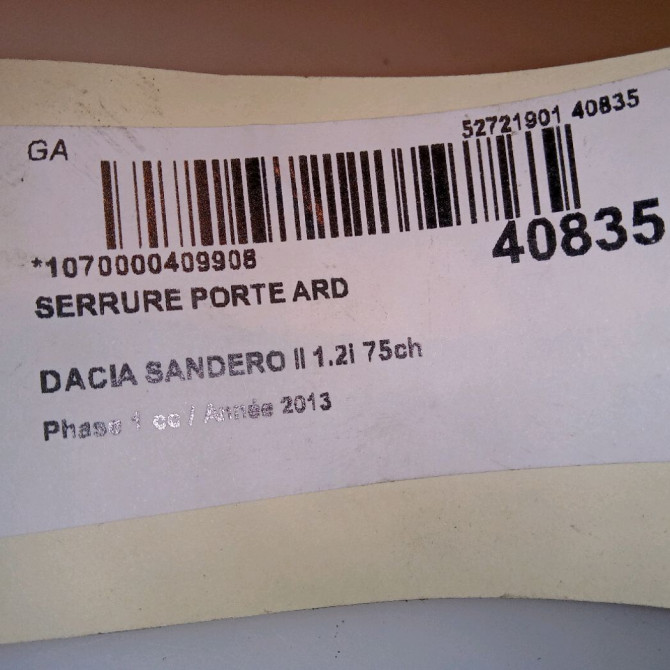 GA
52721901 40835
40835
*1070000409908
SERRURE PORTE ARD
DACIA SANDERO II 1.2i 75ch
Phase 1 cc / Année 2013